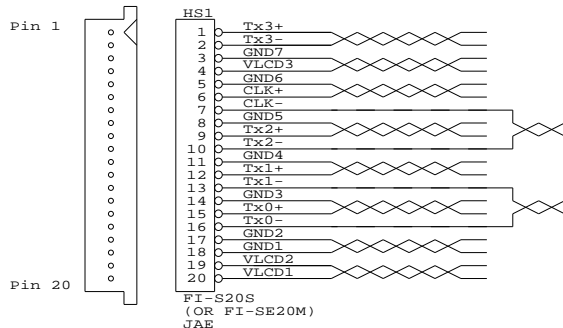 Pin 1
Pin 20
HS1
1 Tx3+
2 Tx3-
3 GND7
4 VLCD3
5 GND6
6 CLK+
7 CLK-
8 GND5
9 Tx2+
10 Tx2-
11 GND4
12 Tx1+
13 Tx1-
14 GND3
15 Tx0+
16 Tx0-
17 GND2
18 GND1
19 VLCD2
20 VLCD1
FI-S20S
(OR FI-SE20M)
JAE